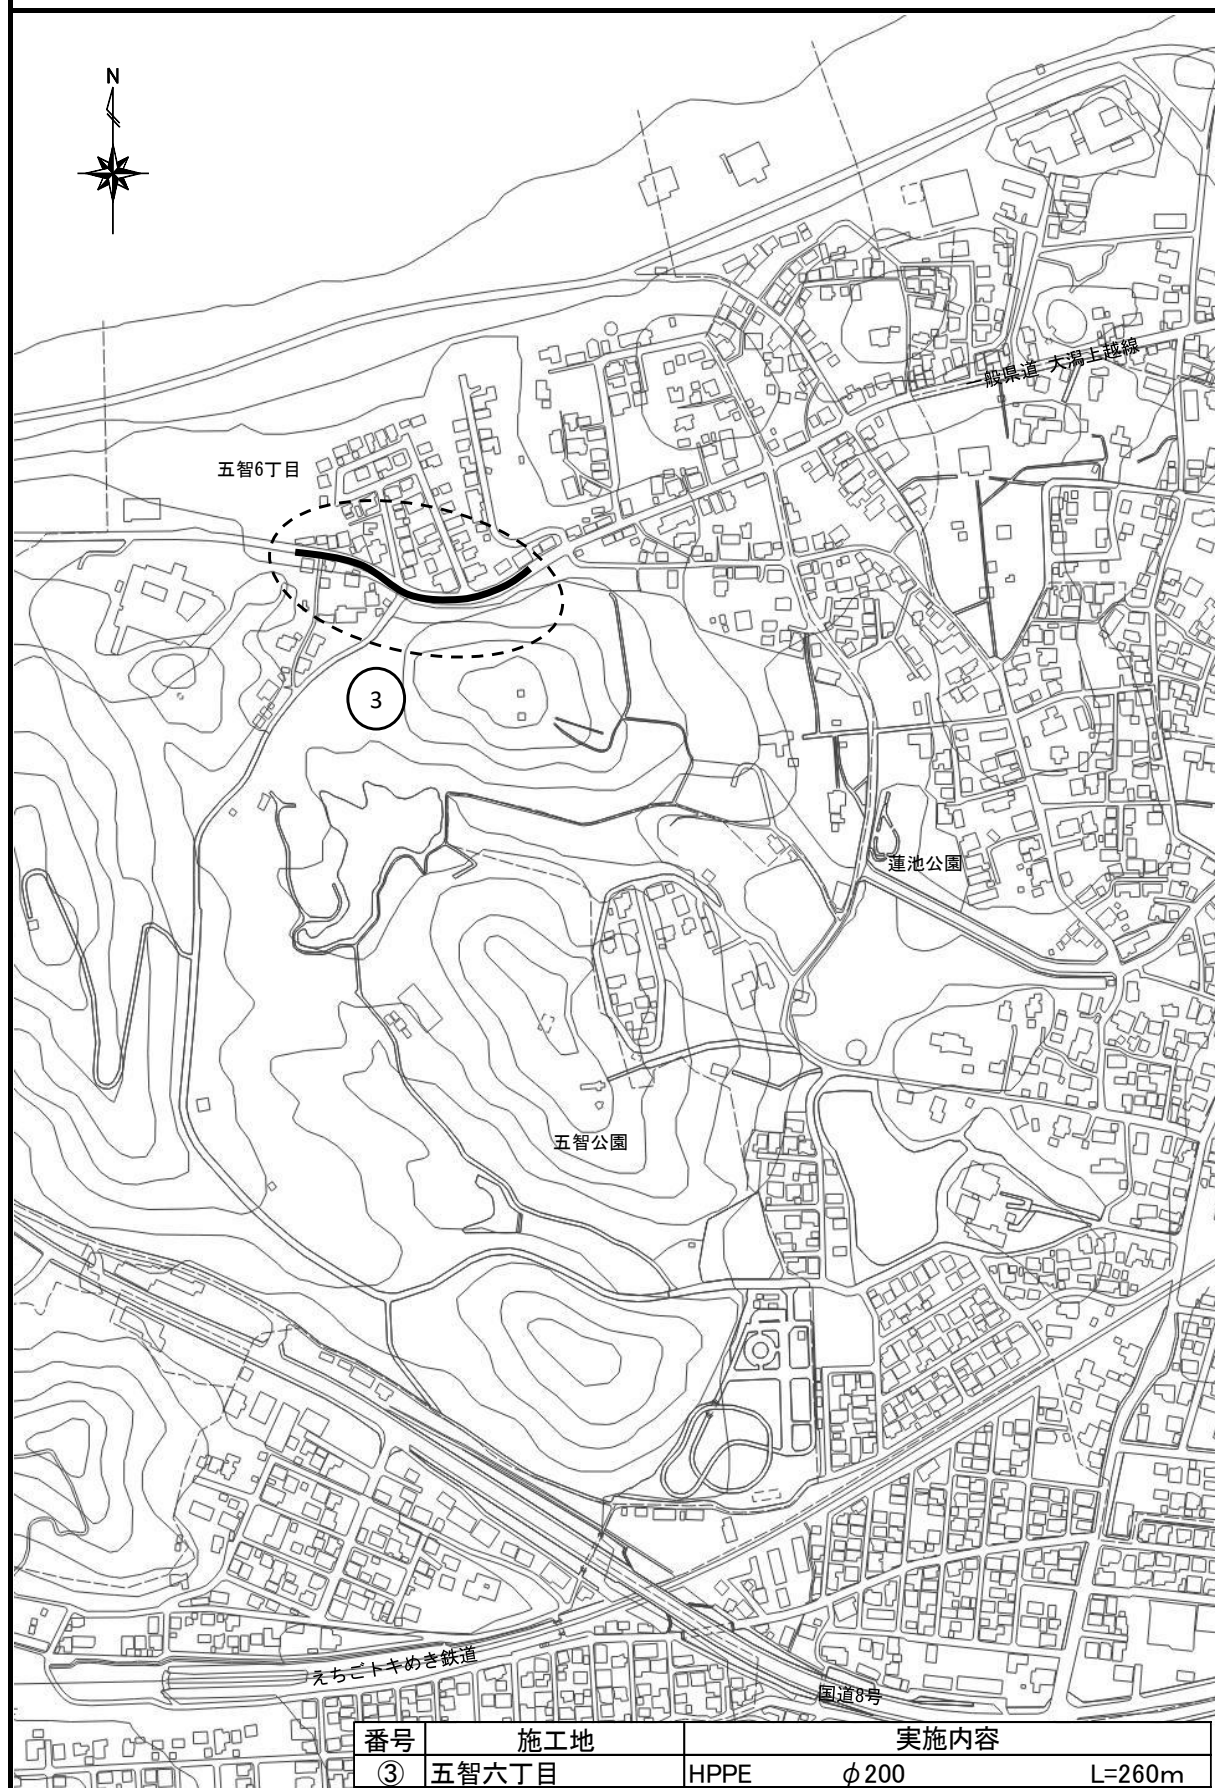 N
一般県道 大潟上越線
五智6丁目
3
蓮池公園
五智公園
えちごトキめき鉄道
国道8号
番号 施工地 実施内容
③ 五智六丁目 HPPE φ200 L=260m